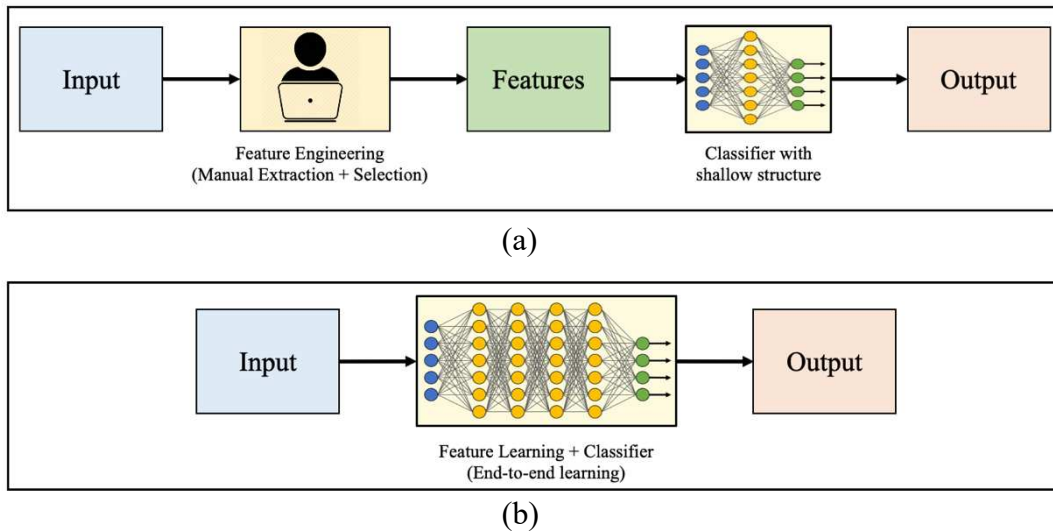 Input
Features
Output
Feature Engineering
(Manual Extraction + Selection)
Classifier with
shallow structure
(a)
Input
Output
Feature Learning + Classifier
(End-to-end learning)
(b)